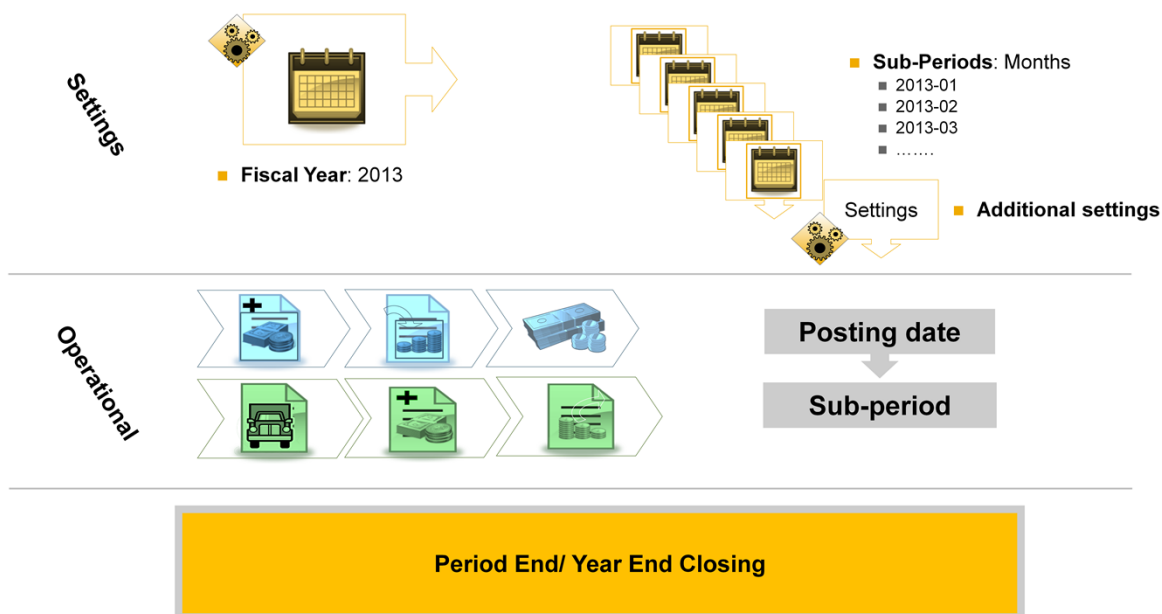 Settings
Fiscal Year: 2013
Sub-Periods: Months
2013-01
2013-02
2013-03
…….
Settings
Additional settings
Operational
Posting date
Sub-period
Period End/ Year End Closing